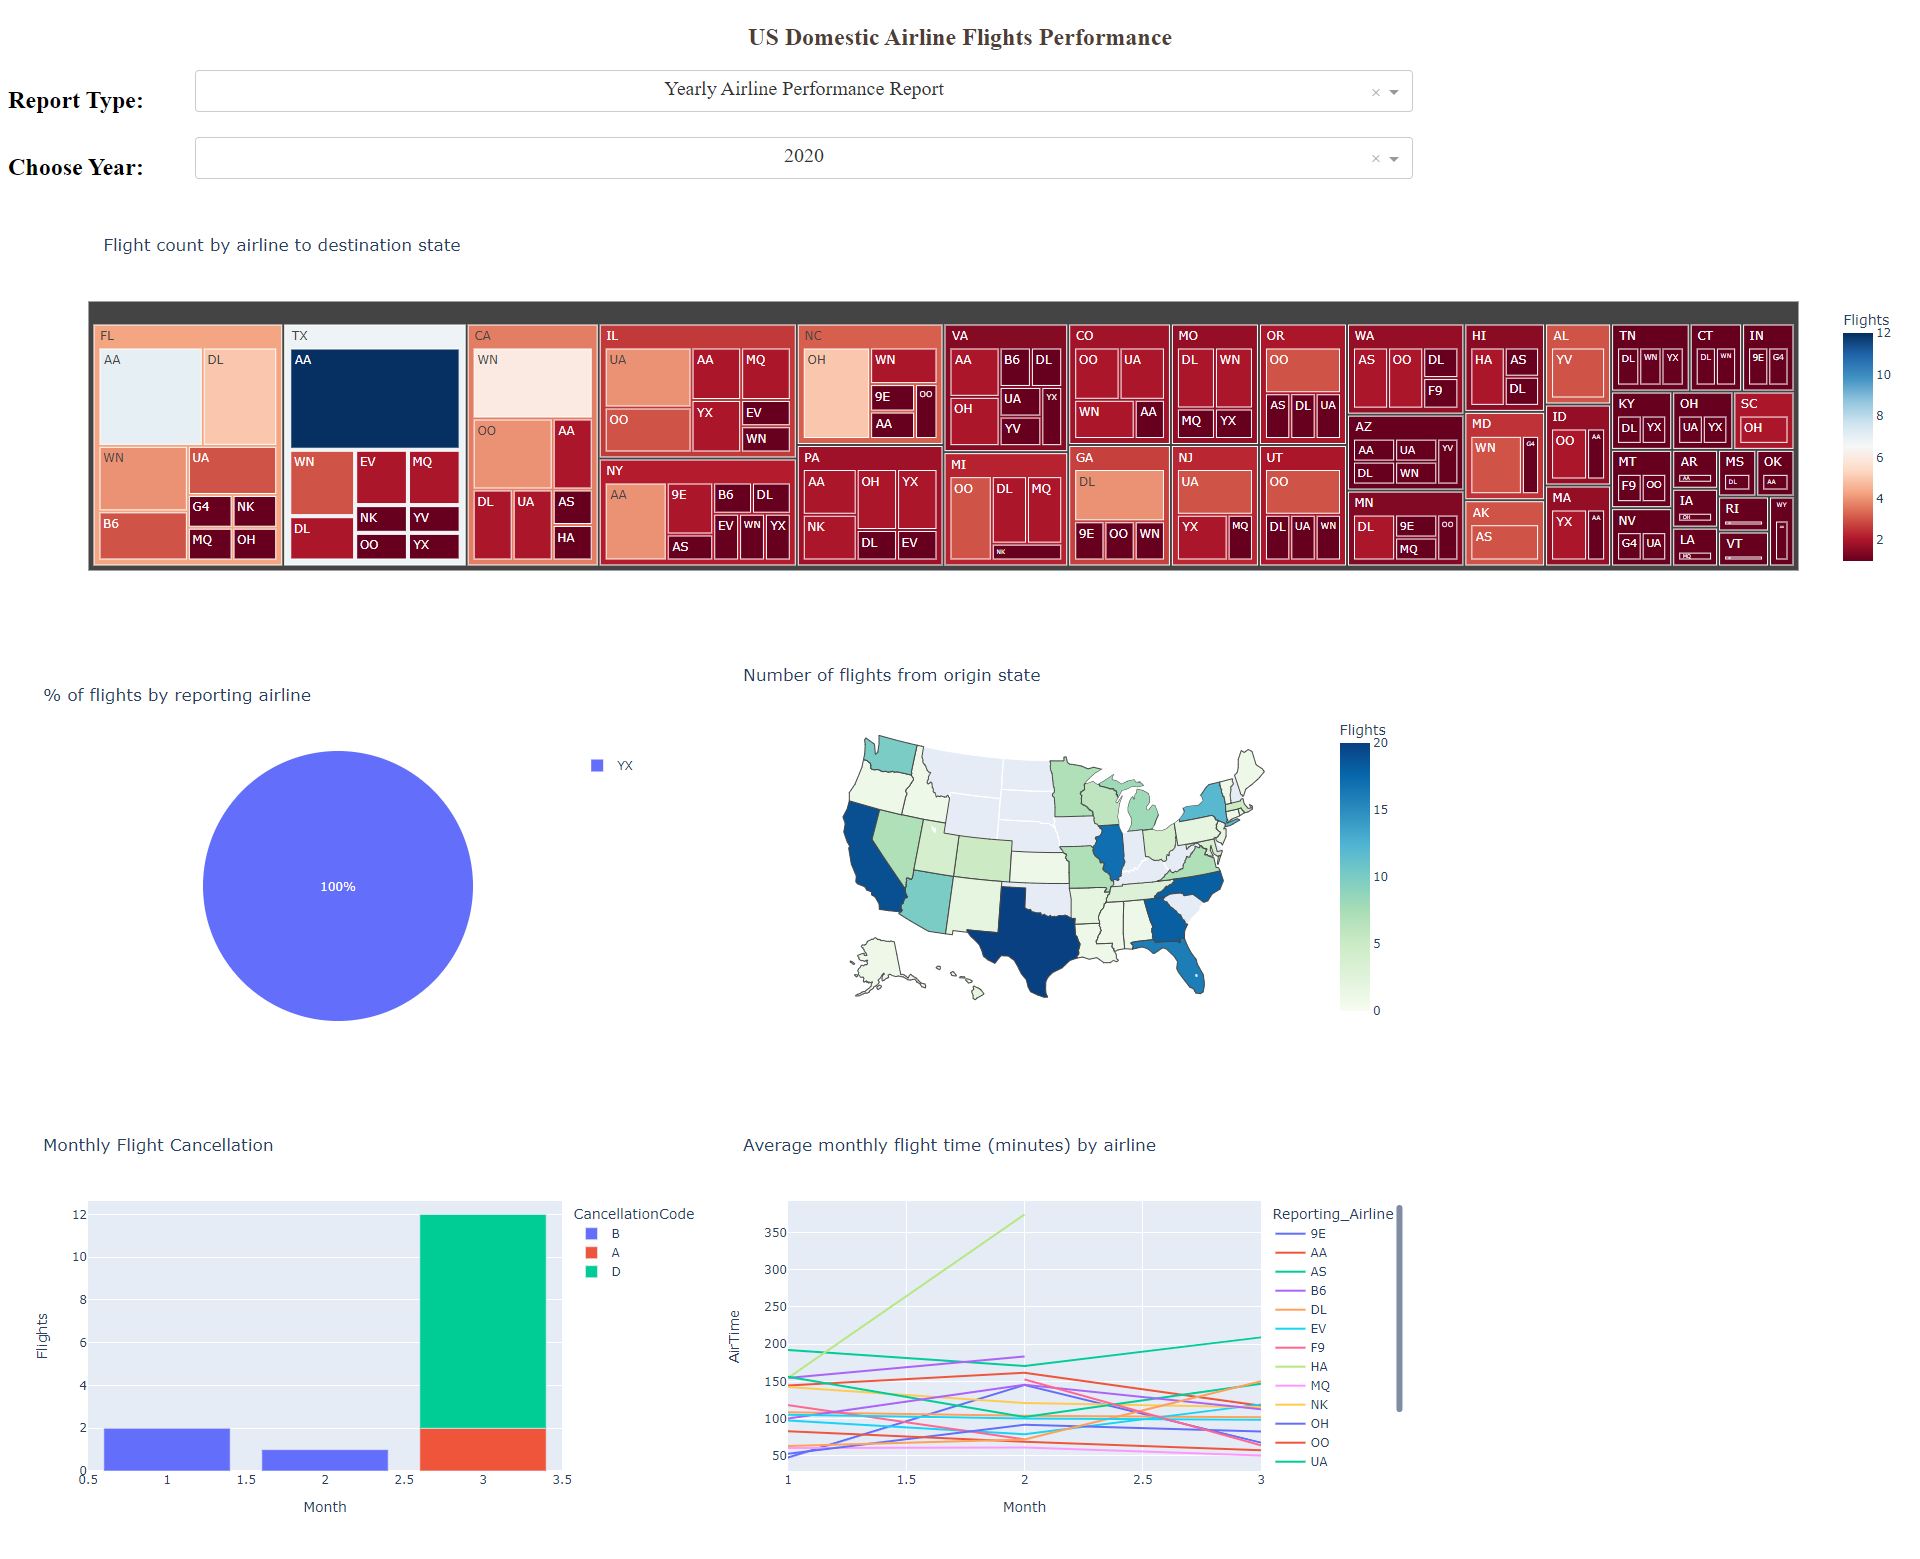 US Domestic Airline Flights Performance
Report Type:
Yearly Airline Performance Report
×
Choose Year:
2020
×
Flight count by airline to destination state
FL
AA
DL
WN
UA
B6
G4
NK
MQ
OH
TX
AA
WN
EV
MQ
DL
NK
YV
OO
YX
CA
WN
OO
AA
DL
UA
AS
HA
IL
UA
AA
MQ
OO
YX
EV
WN
NY
AA
9E
B6
DL
AS
EV
WN
YX
NC
OH
WN
9E
OO
AA
PA
AA
OH
YX
NK
DL
EV
VA
AA
B6
DL
OH
UA
YX
YV
MI
OO
DL
MQ
NK
CO
OO
UA
WN
AA
GA
DL
9E
OO
WN
MO
DL
WN
MQ
YX
NJ
UA
YX
MQ
OR
OO
AS
DL
UA
UT
OO
DL
UA
WN
WA
AS
OO
DL
F9
AZ
AA
UA
YV
DL
WN
MN
DL
9E
OO
MQ
HI
HA
AS
DL
MD
WN
G4
AK
AS
AL
YV
ID
OO
AA
MA
YX
AA
TN
DL
WN
YX
CT
DL
WN
IN
9E
G4
KY
DL
YX
OH
UA
YX
SC
OH
MT
F9
OO
AR
AA
MS
DL
OK
AA
NV
G4
UA
IA
OH
RI
WY
LA
MQ
VT
Flights
12
10
8
6
4
2
% of flights by reporting airline
100%
YX
Number of flights from origin state
Flights
20
15
10
5
0
Monthly Flight Cancellation
12
10
8
6
4
2
0
Flights
0.5
1
1.5
2
2.5
3
3.5
Month
CancellationCode
B
A
D
Average monthly flight time (minutes) by airline
350
300
250
200
150
100
50
AirTime
1
1.5
2
2.5
3
Month
Reporting_Airline
9E
AA
AS
B6
DL
EV
F9
HA
MQ
NK
OH
OO
UA